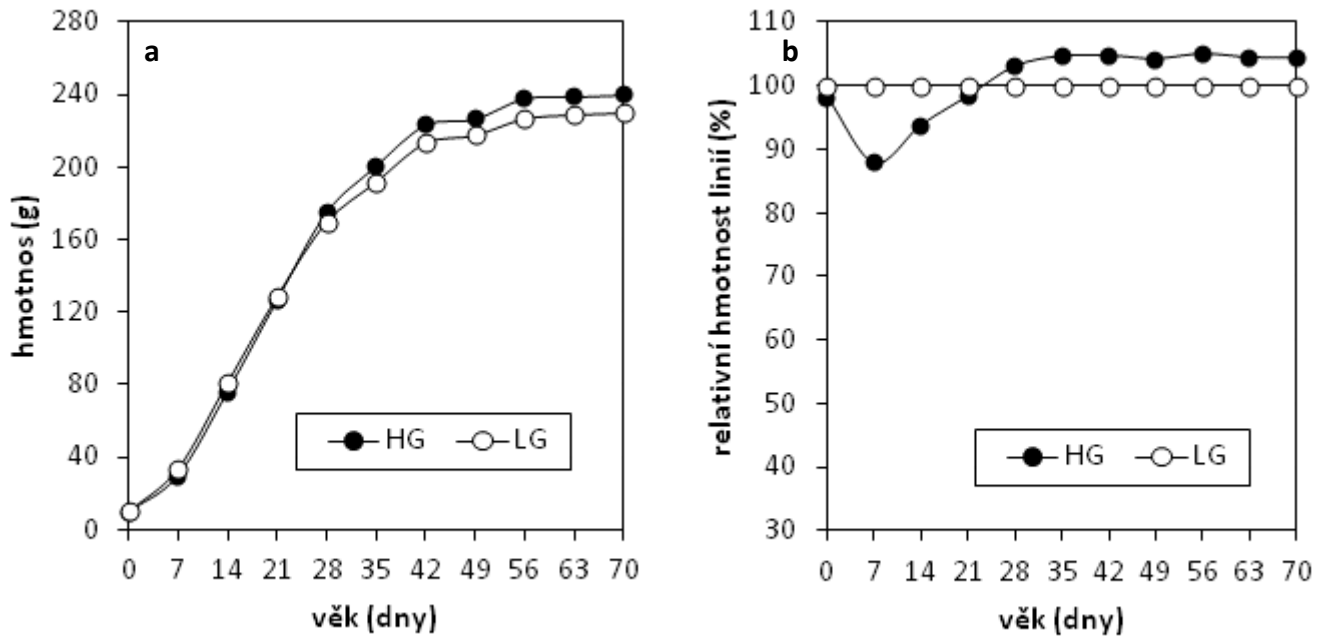 a
hmotnos (g)
280
240
200
160
120
80
40
0
HG LG
0 7 14 21 28 35 42 49 56 63 70
věk (dny)
b
relativní hmotnost linií (%)
110
100
90
80
70
60
50
40
30
HG LG
0 7 14 21 28 35 42 49 56 63 70
věk (dny)